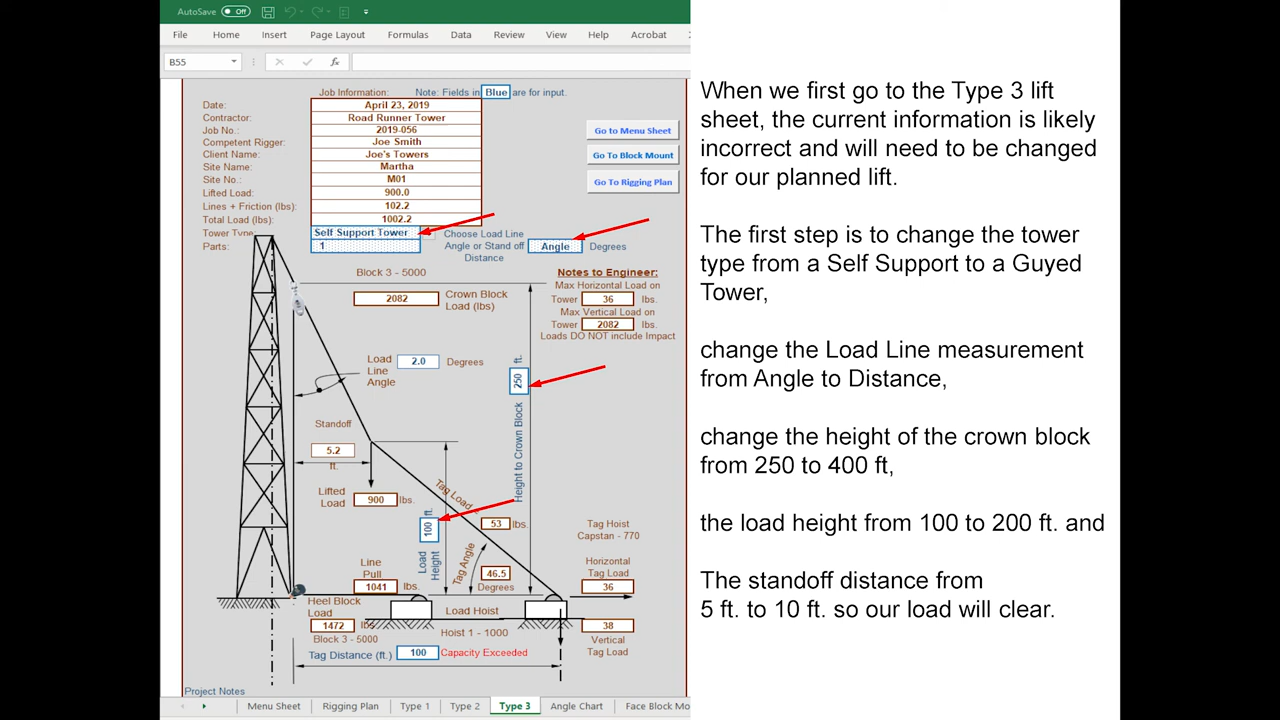 AutoSave Off
File Home Insert Page Layout Formulas Data Review View Help Acrobat
B55 fx
Job Information: Note: Fields in Blue are for input.
Date: April 23, 2019
Contractor: Road Runner Tower
Job No.: 2019-056
Competent Rigger: Joe Smith
Client Name: Joe's Towers
Site Name: Martha
Site No.: M01
Lifted Load: 900.0
Lines + Friction (lbs): 102.2
Total Load (lbs): 1002.2
Tower Type: Self Support Tower
Parts: 1
Go to Menu Sheet
Go To Block Mount
Go To Rigging Plan
Choose Load Line
Angle or Stand off
Distance
Angle Degrees
Block 3 - 5000
2082 Crown Block
Load (lbs)
Notes to Engineer:
Max Horizontal Load on
Tower 36 lbs.
Max Vertical Load on
Tower 2082 lbs.
Loads DO NOT include Impact
Load
Line
Angle
2.0 Degrees
Height to Crown Block 250 ft.
Standoff
5.2
ft.
Lifted
Load
900 lbs.
Tag Load =
53 lbs.
Load
Height
100 ft.
Tag Angle
46.5
Degrees
Tag Hoist
Capstan - 770
Horizontal
Tag Load
36
Line
Pull
1041 lbs.
Heel Block
Load
1472 lbs
Block 3 - 5000
Load Hoist
Hoist 1 - 1000
38
Vertical
Tag Load
Tag Distance (ft.) 100 Capacity Exceeded
Project Notes
Menu Sheet Rigging Plan Type 1 Type 2 Type 3 Angle Chart Face Block Mo
When we first go to the Type 3 lift
sheet, the current information is likely
incorrect and will need to be changed
for our planned lift.
The first step is to change the tower
type from a Self Support to a Guyed
Tower,
change the Load Line measurement
from Angle to Distance,
change the height of the crown block
from 250 to 400 ft,
the load height from 100 to 200 ft. and
The standoff distance from
5 ft. to 10 ft. so our load will clear.